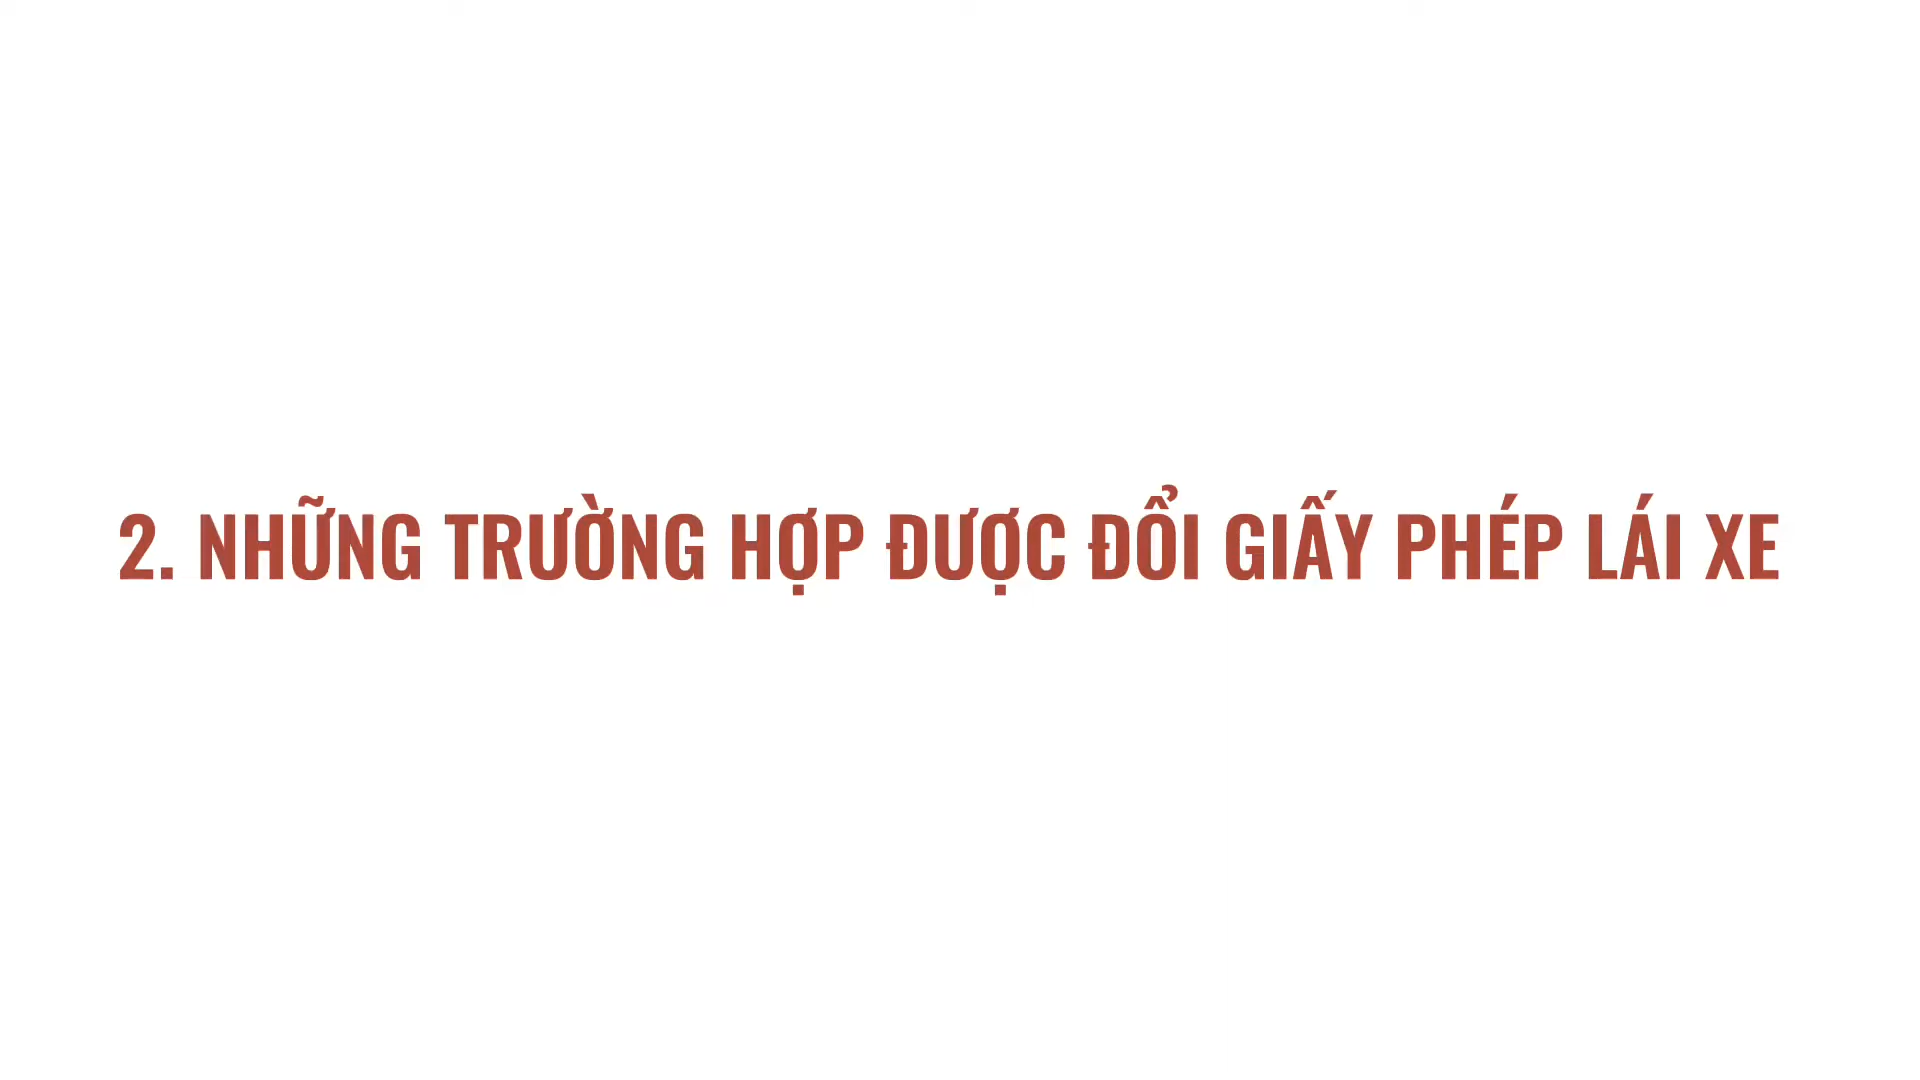 2. NHỮNG TRƯỜNG HỢP ĐƯỢC ĐỔI GIẤY PHÉP LÁI XE